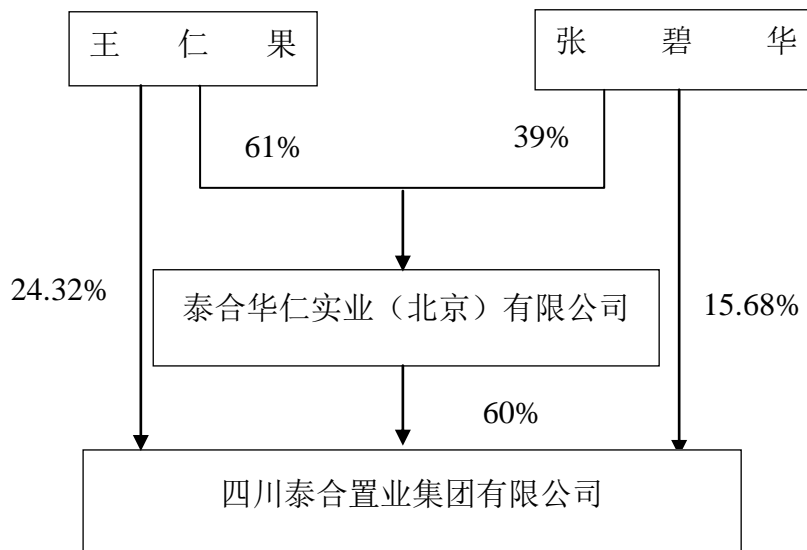 王 仁 果
张 碧 华
61%
39%
24.32%
泰合华仁实业（北京）有限公司
15.68%
60%
四川泰合置业集团有限公司